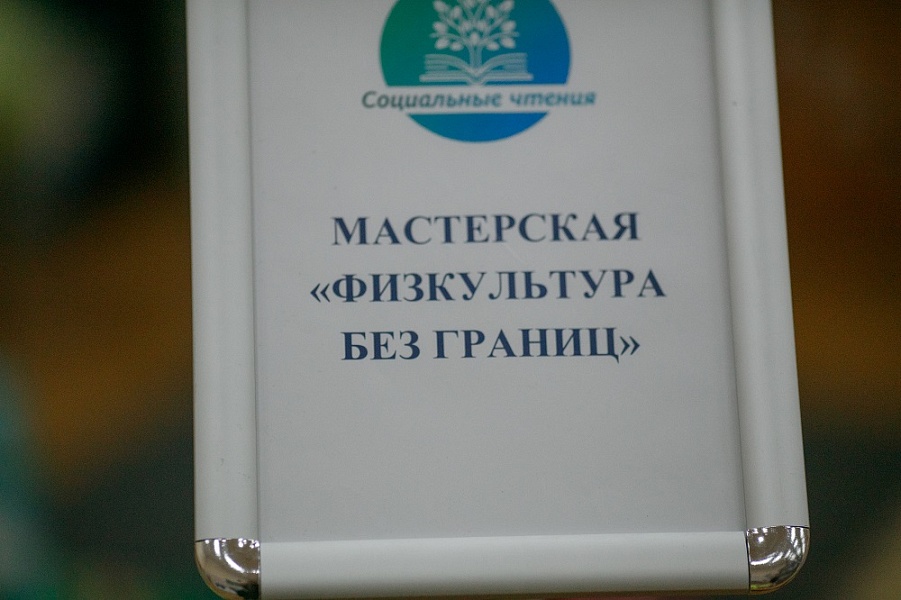 Социальные чтения
МАСТЕРСКАЯ
«ФИЗКУЛЬТУРА
БЕЗ ГРАНИЦ»